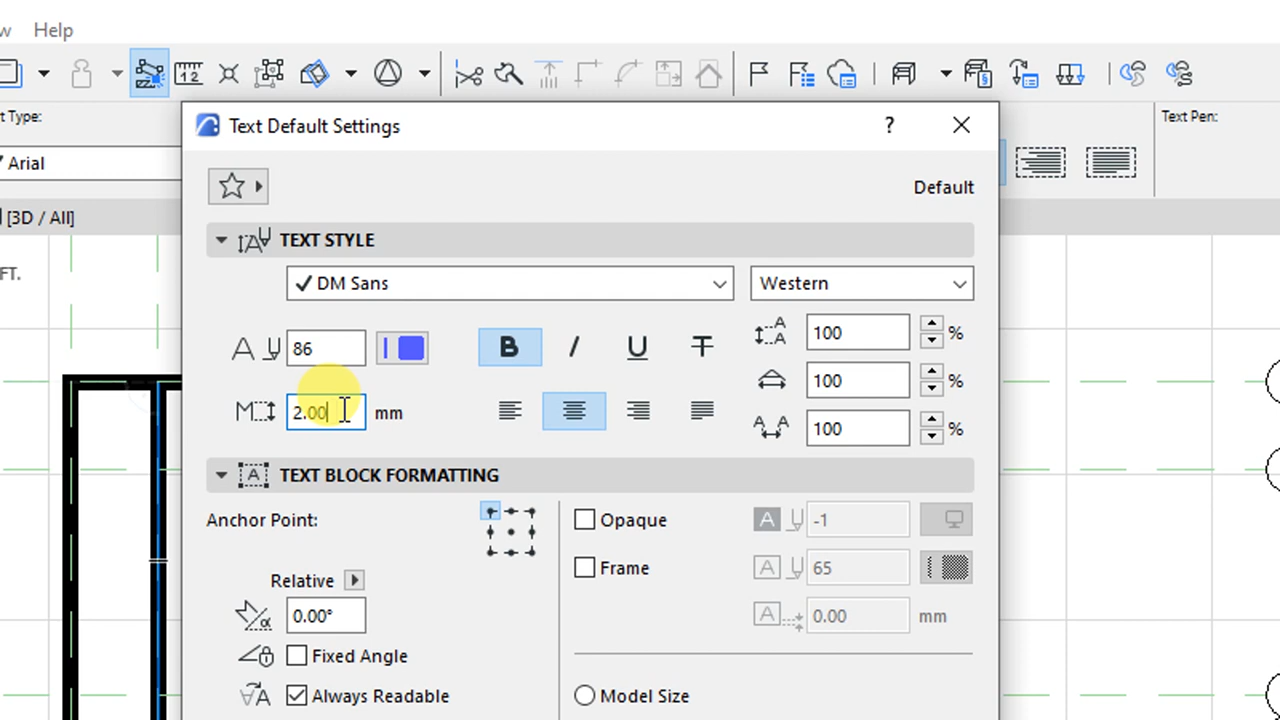 Help
Text Default Settings
?
t Type:
Text Pen:
Arial
Default
[3D / All]
TEXT STYLE
FT.
DM Sans
Western
86
B
I
U
T
100 %
100 %
2.00 mm
100 %
TEXT BLOCK FORMATTING
Anchor Point:
Opaque
-1
Relative
Frame
65
0.00°
0.00 mm
Fixed Angle
Always Readable
Model Size